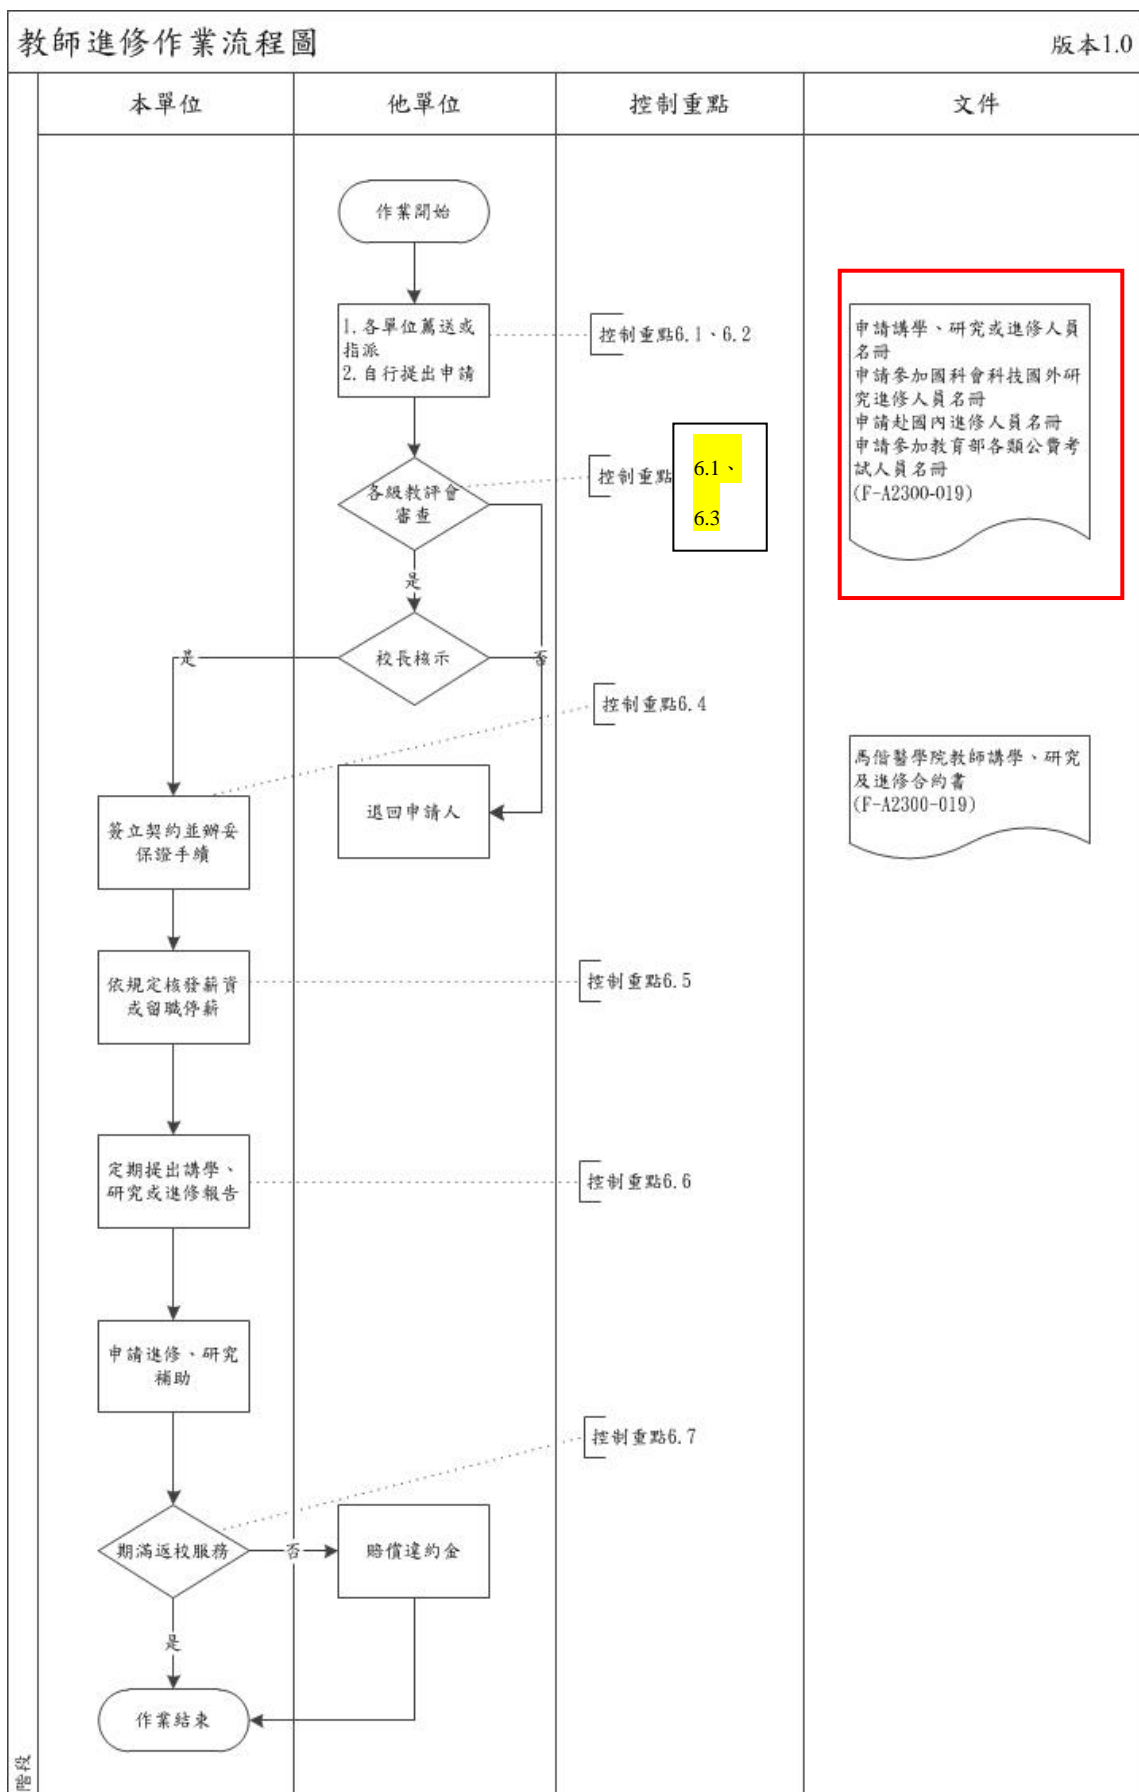 教師進修作業流程圖
版本1.0
本單位
他單位
控制重點
文件
作業開始
1.各單位薦送或
指派
2.自行提出申請
控制重點6.1、6.2
申請講學、研究或進修人員
名冊
申請參加國科會科技國外研
究進修人員名冊
申請赴國內進修人員名冊
申請參加教育部各類公費考
試人員名冊
(F-A2300-019)
各級教評會
審查
控制重點
6.1、
6.3
是
校長核示
是
否
控制重點6.4
馬偕醫學院教師講學、研究
及進修合約書
(F-A2300-019)
退回申請人
簽立契約並辦妥
保證手續
依規定核發薪資
或留職停薪
控制重點6.5
定期提出講學、
研究或進修報告
控制重點6.6
申請進修、研究
補助
控制重點6.7
期滿返校服務
否
賠償違約金
是
作業結束
階段